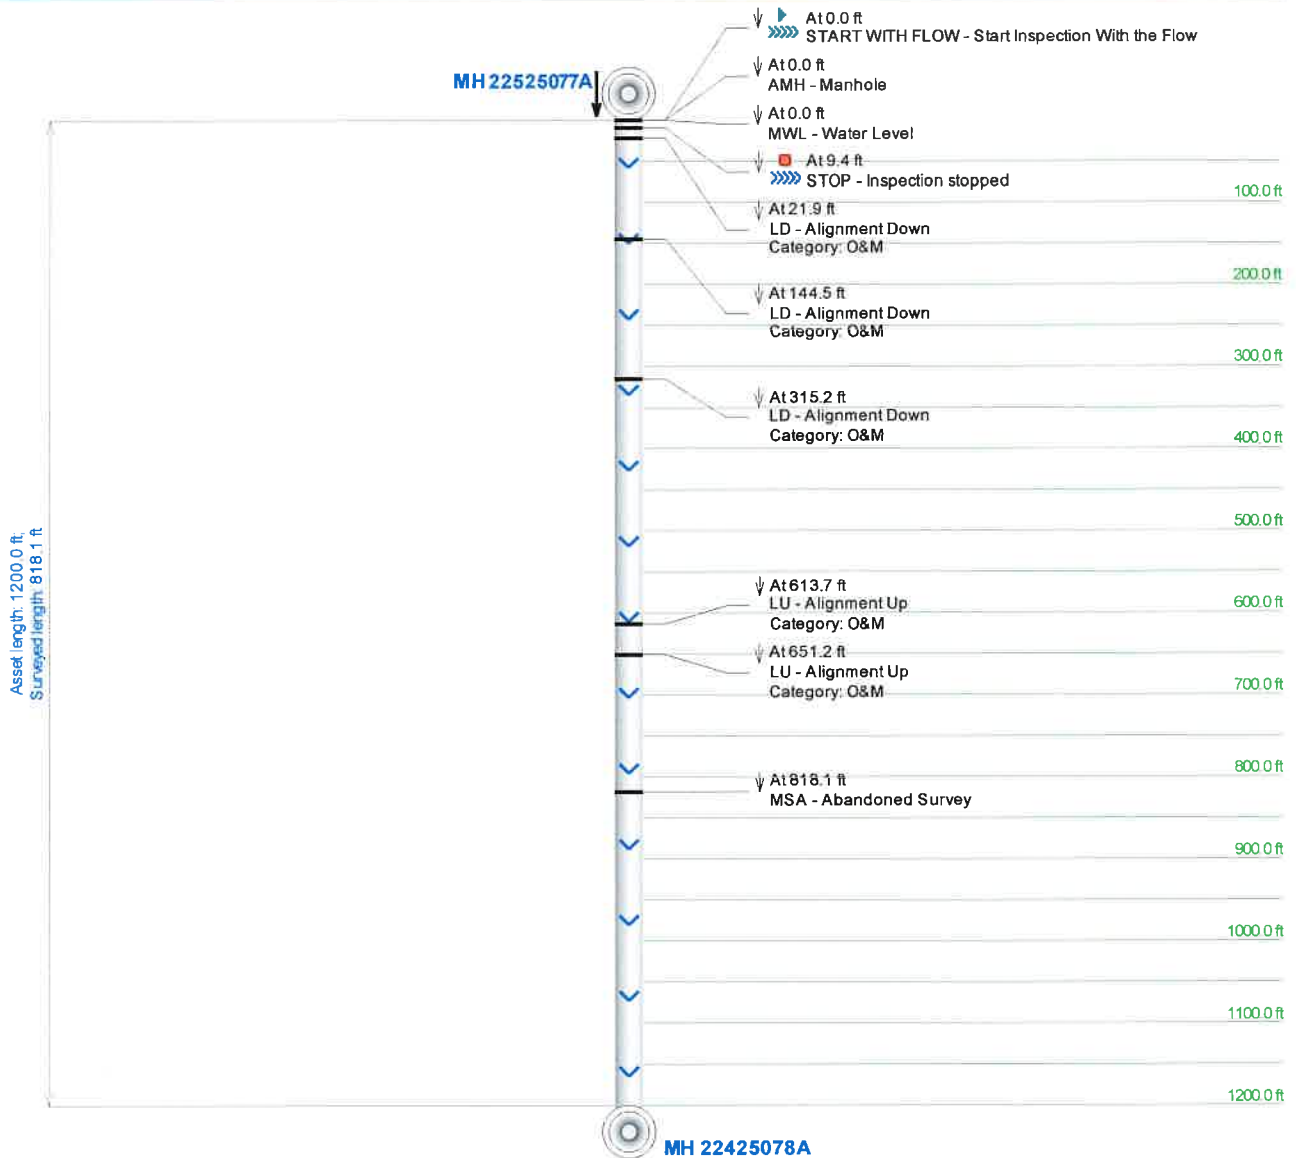 At 0.0 ft
START WITH FLOW - Start Inspection With the Flow
MH 22525077A
At 0.0 ft
AMH - Manhole
At 0.0 ft
MWL - Water Level
At 9.4 ft
STOP - Inspection stopped
100.0 ft
At 21.9 ft
LD - Alignment Down
Category: O&M
200.0 ft
At 144.5 ft
LD - Alignment Down
Category: O&M
300.0 ft
At 315.2 ft
LD - Alignment Down
Category: O&M
400.0 ft
500.0 ft
Asset length: 1200.0 ft,
Surveyed length: 818.1 ft
At 613.7 ft
LU - Alignment Up
Category: O&M
600.0 ft
At 651.2 ft
LU - Alignment Up
Category: O&M
700.0 ft
800.0 ft
At 818.1 ft
MSA - Abandoned Survey
900.0 ft
1000.0 ft
1100.0 ft
1200.0 ft
MH 22425078A